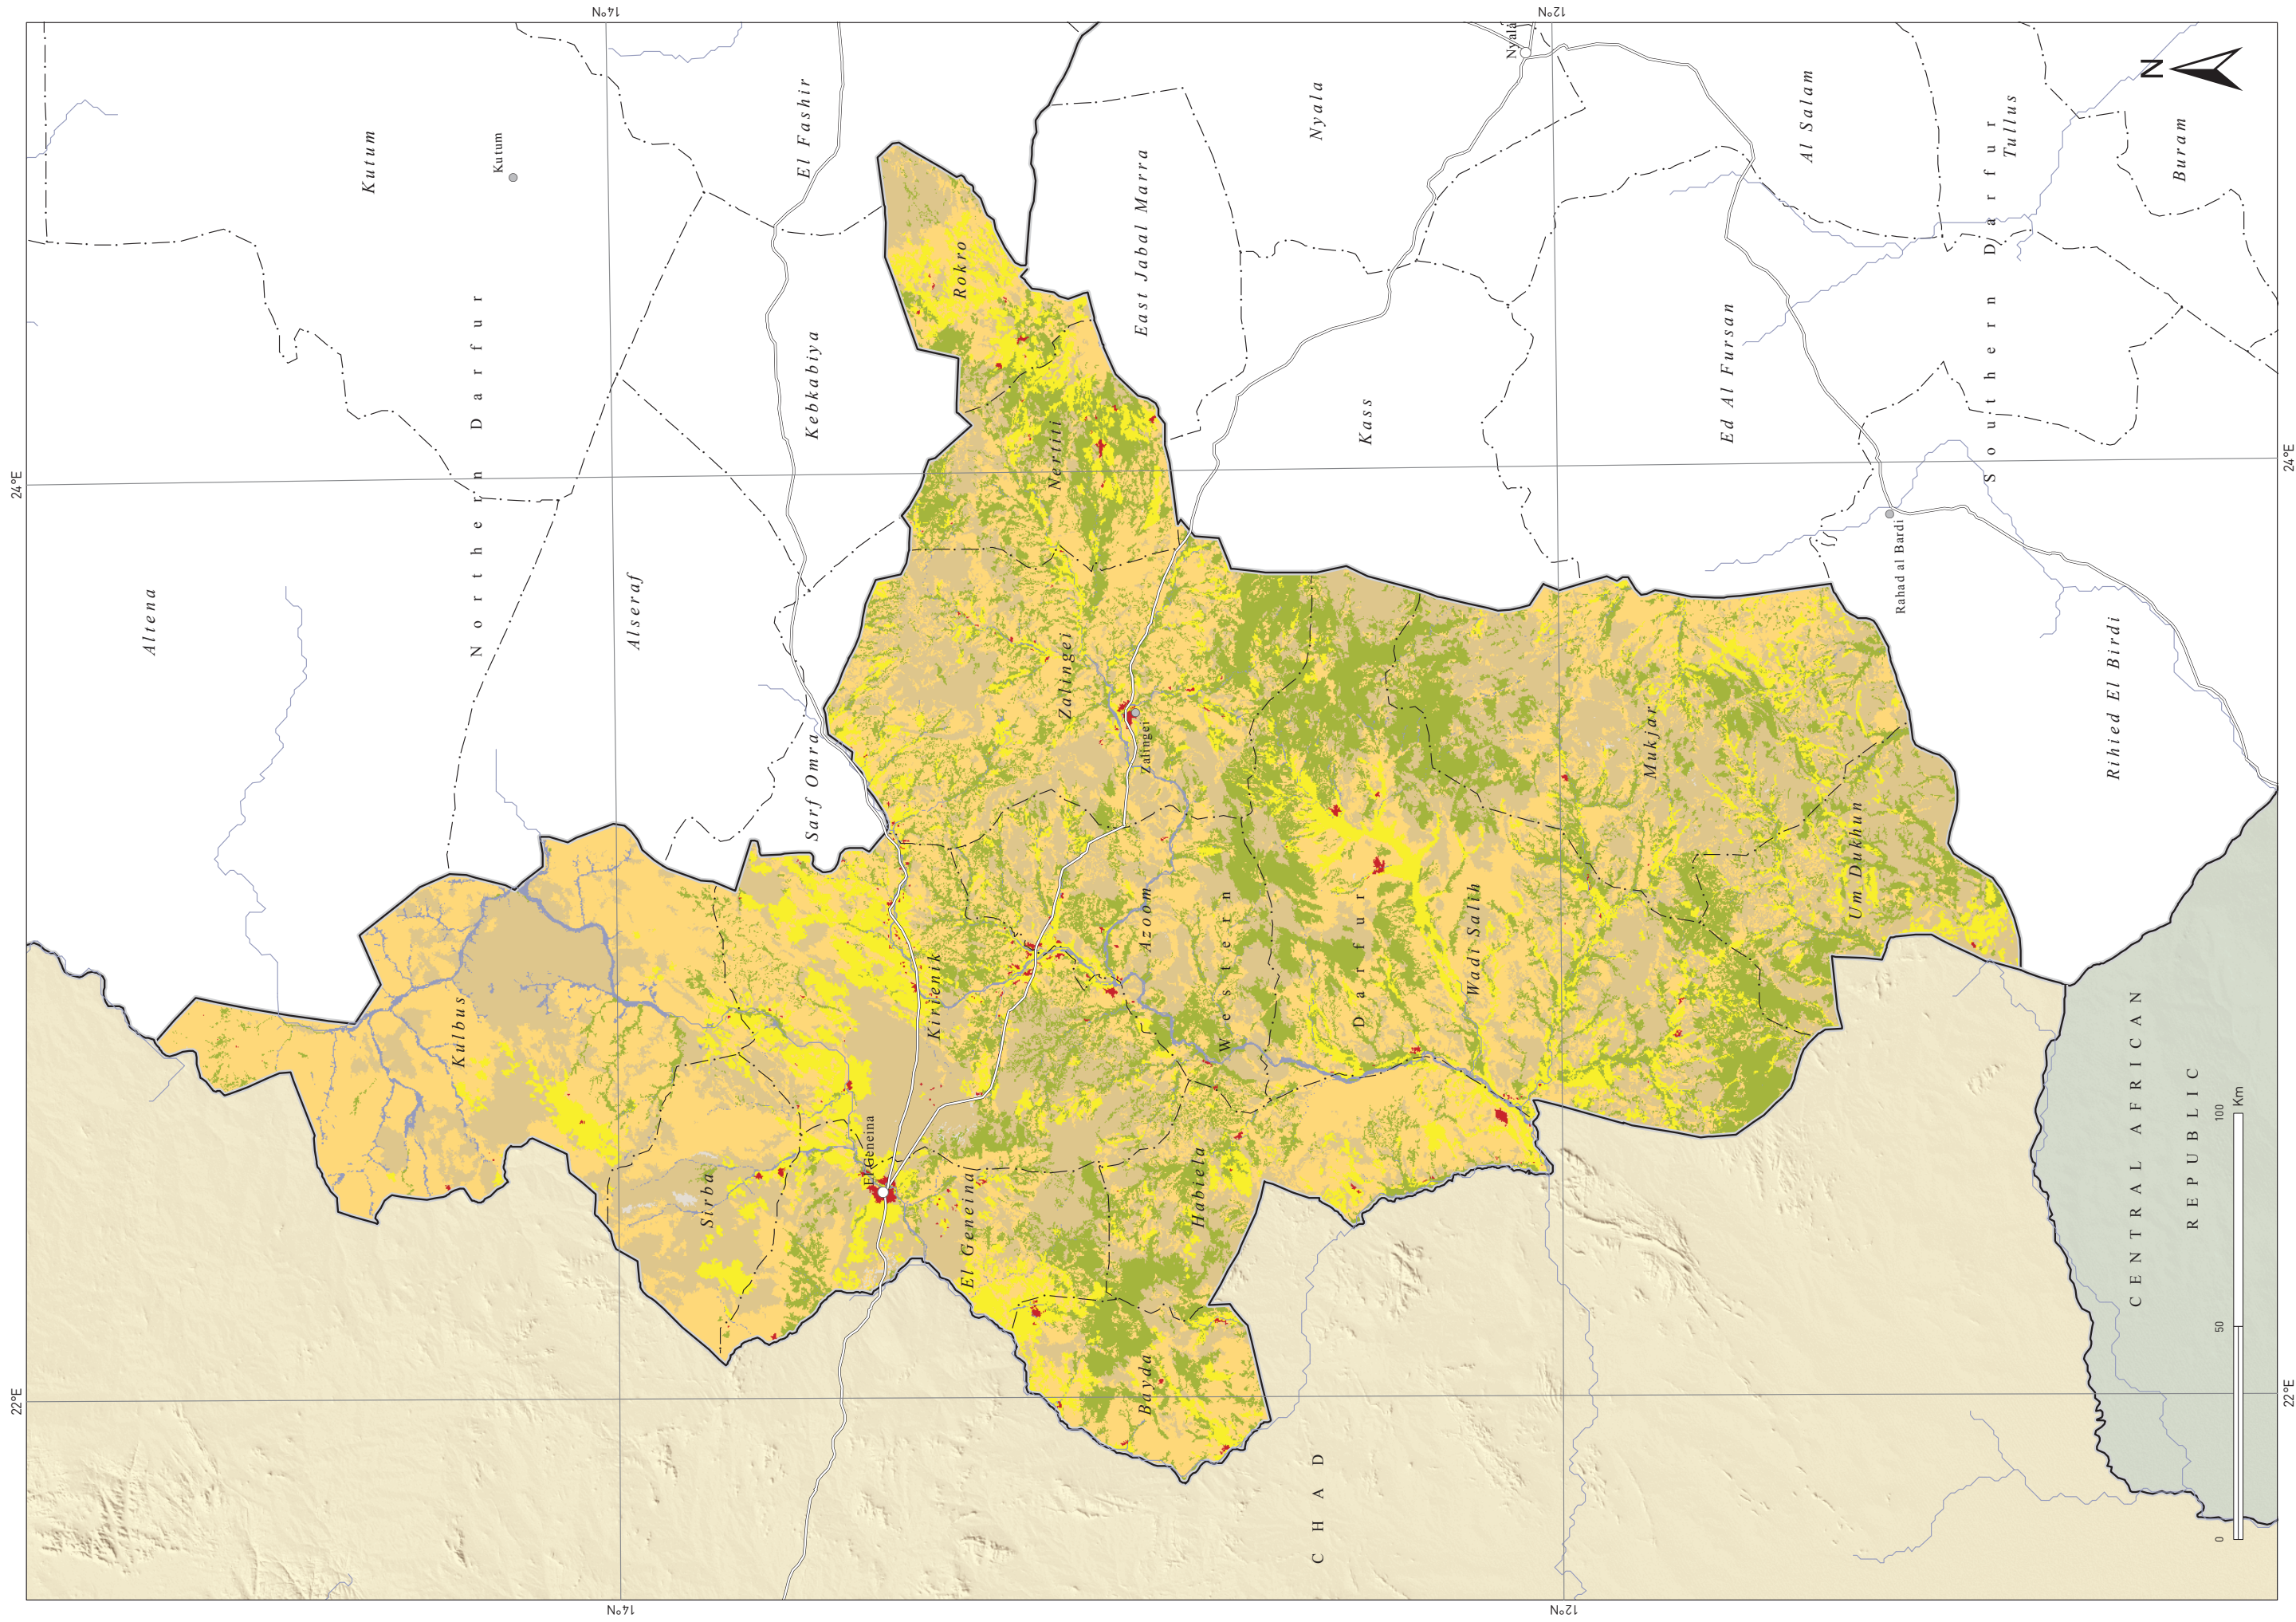 24°E
22°E
14°N
12°N
14°N
12°N
24°E
22°E
N
Altena
Northern Darfur
Kutum
Kutum
Alseraf
El Fashir
Kebkabiya
Sarf Omra
Kulbus
Sirba
El Geneina
Kirienik
El Geneina
Rokro
Nertiti
Zalingei
Zalingei
Azoom
Habiela
Bayda
Western
Darfur
Wadi Salih
Mukjar
Um Dukhun
East Jabal Marra
Nyala
Nyala
Kass
Ed Al Fursan
Al Salam
Southern Darfur
Tullus
Buram
Rahad al Bardi
Rihied El Birdi
CHAD
CENTRAL AFRICAN
REPUBLIC
0 50 100
Km